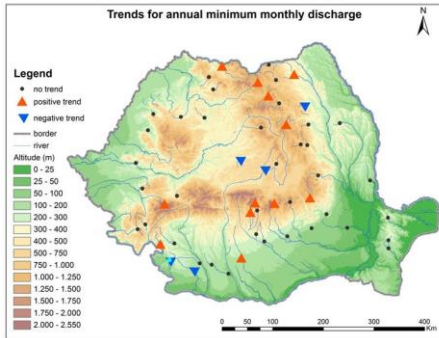 Trends for annual minimum monthly discharge
N
Legend
no trend
positive trend
negative trend
border
river
Altitude (m)
0 - 25
25 - 50
50 - 100
100 - 200
200 - 300
300 - 400
400 - 500
500 - 750
750 - 1.000
1.000 - 1.250
1.250 - 1.500
1.500 - 1.750
1.750 - 2.000
2.000 - 2.550
0 50 100 200 300 400
Km